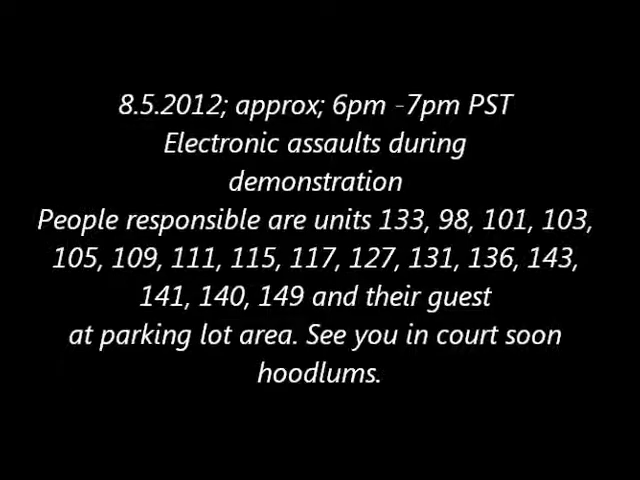 8.5.2012; approx; 6pm -7pm PST
Electronic assaults during
demonstration
People responsible are units 133, 98, 101, 103,
105, 109, 111, 115, 117, 127, 131, 136, 143,
141, 140, 149 and their guest
at parking lot area. See you in court soon
hoodlums.